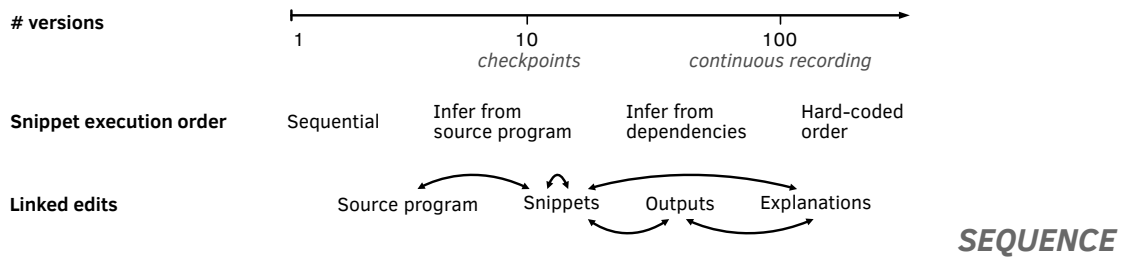 # versions
1 10 100
checkpoints continuous recording
Snippet execution order Sequential Infer from source program Infer from dependencies Hard-coded order
Linked edits Source program Snippets Outputs Explanations
SEQUENCE